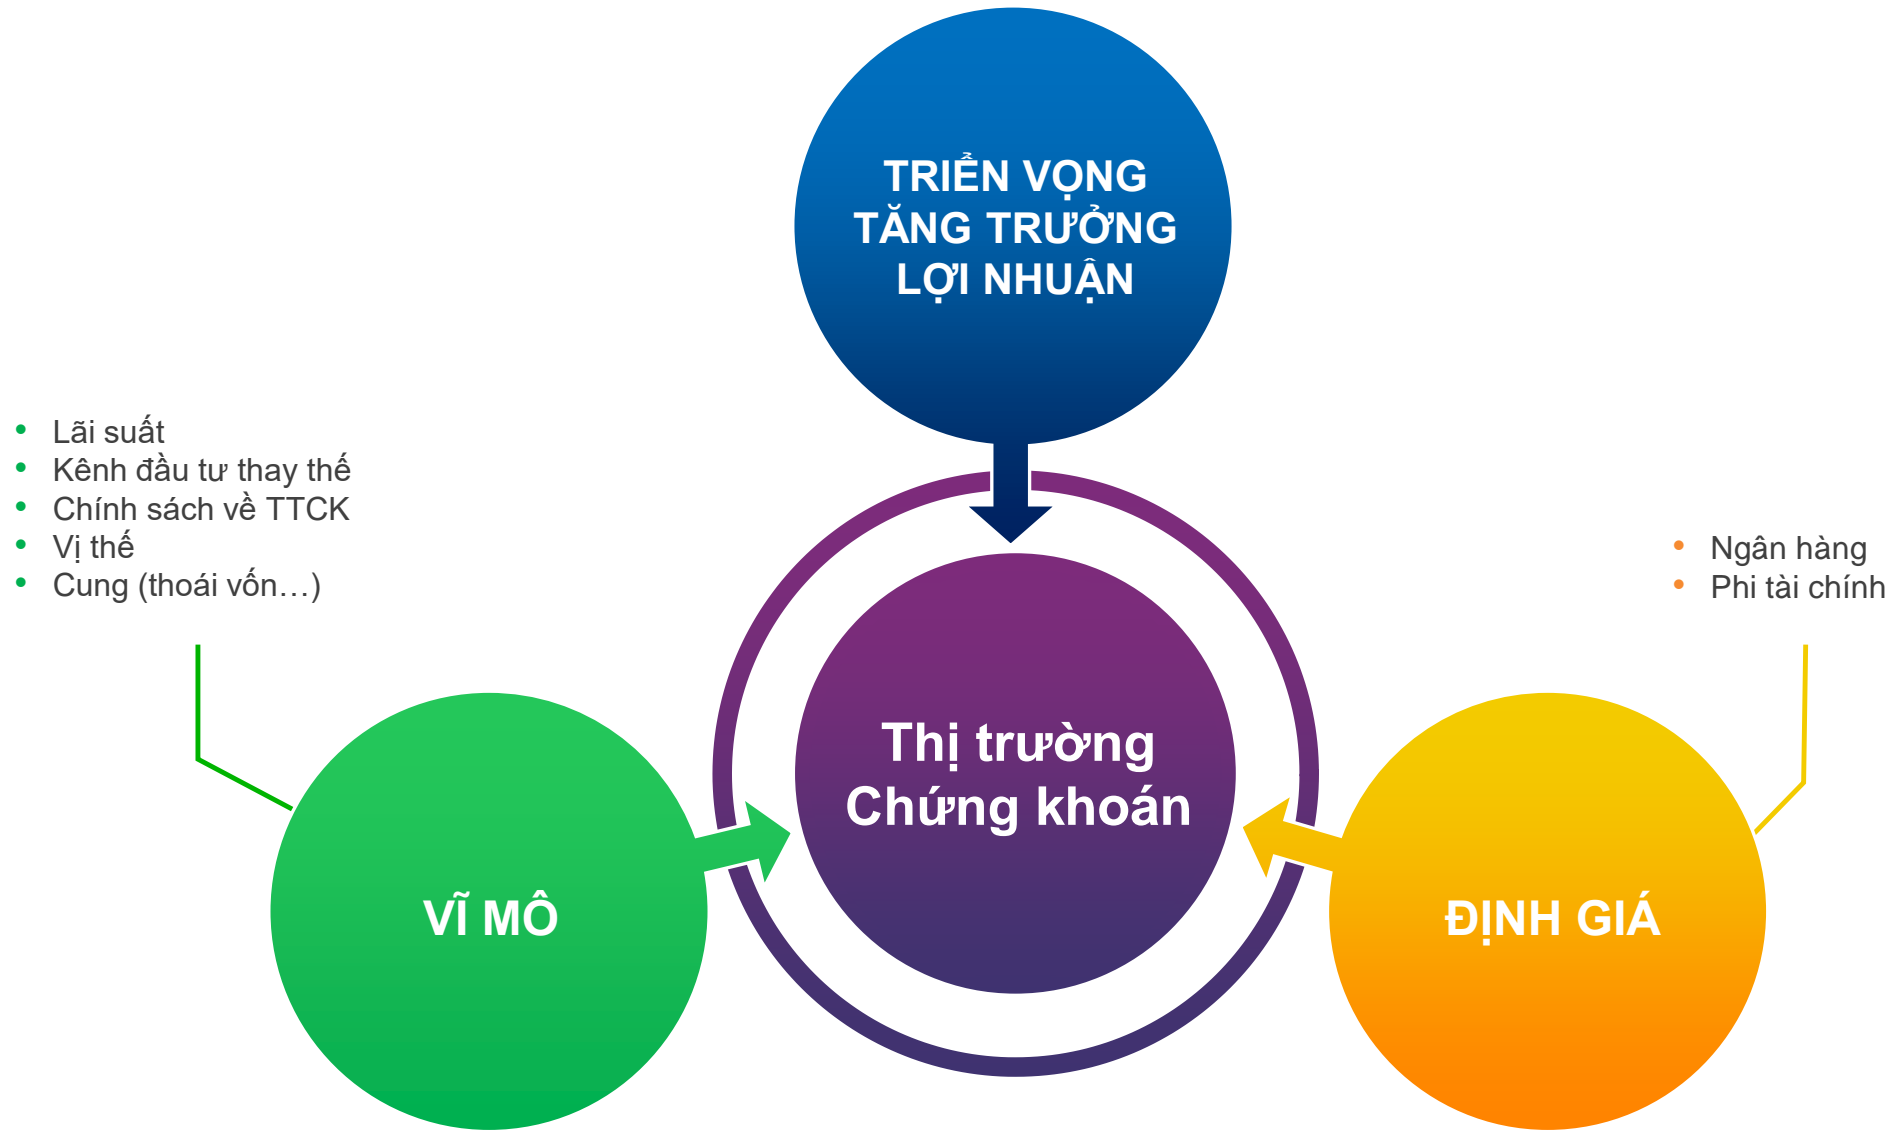 TRIỂN VỌNG
TĂNG TRƯỞNG
LỢI NHUẬN
• Lãi suất
• Kênh đầu tư thay thế
• Chính sách về TTCK
• Vị thế
• Cung (thoái vốn…)
• Ngân hàng
• Phi tài chính
Thị trường
Chứng khoán
VĨ MÔ
ĐỊNH GIÁ